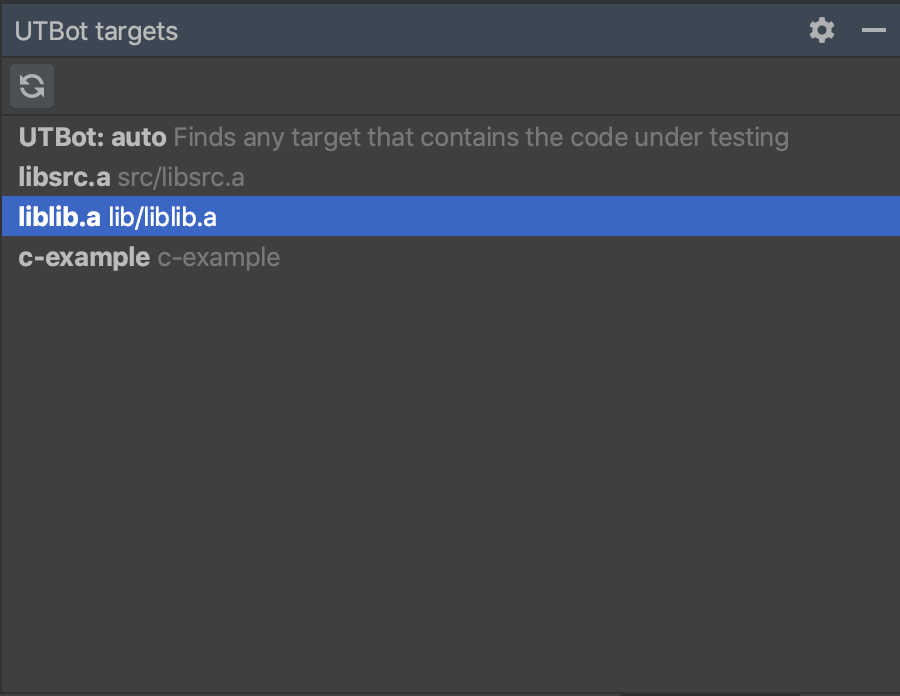 UTBot targets
UTBot: auto Finds any target that contains the code under testing
libsrc.a src/libsrc.a
liblib.a lib/liblib.a
c-example c-example